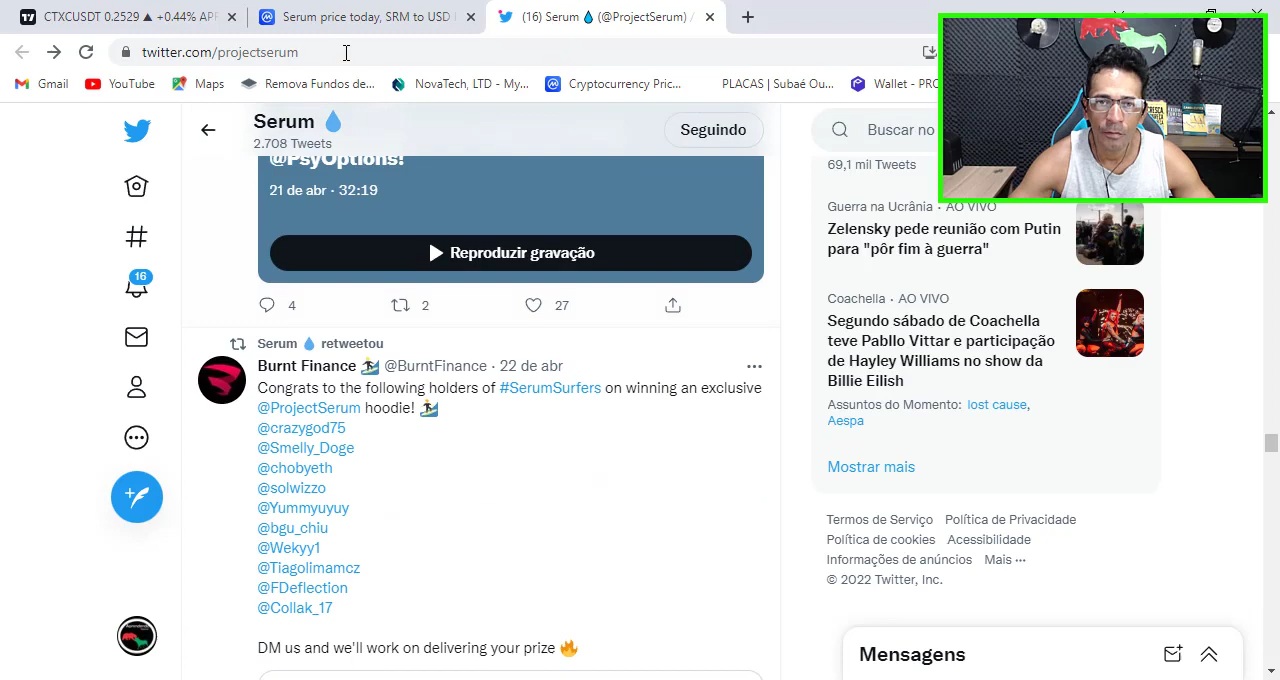 CTXCUSDT 0.2529 ▲ +0.44%
Serum price today, SRM to USD
(16) Serum 💧 (@ProjectSerum) /
twitter.com/projectserum
Gmail
YouTube
Maps
Remova Fundos de...
NovaTech, LTD - My...
Cryptocurrency Pric...
PLACAS | Subaé Out...
Wallet - PRO
Serum 💧
2.708 Tweets
Seguindo
Buscar no
@PsyOptions!
21 de abr · 32:19
Reproduzir gravação
4
2
27
16
Serum 💧 retweetou
Burnt Finance 🏄 @BurntFinance · 22 de abr
Congrats to the following holders of #SerumSurfers on winning an exclusive
@ProjectSerum hoodie! 🏄
@crazygod75
@Smelly_Doge
@chobyeth
@solwizzo
@Yummyuyuy
@bgu_chiu
@Wekyy1
@Tiagolimamcz
@FDeflection
@Collak_17
DM us and we'll work on delivering your prize 🔥
69,1 mil Tweets
Guerra na Ucrânia · AO VIVO
Zelensky pede reunião com Putin
para "pôr fim à guerra"
Coachella · AO VIVO
Segundo sábado de Coachella
teve Pabllo Vittar e participação
de Hayley Williams no show da
Billie Eilish
Assuntos do Momento: lost cause,
Aespa
Mostrar mais
Termos de Serviço Política de Privacidade
Política de cookies Acessibilidade
Informações de anúncios Mais ···
© 2022 Twitter, Inc.
Mensagens